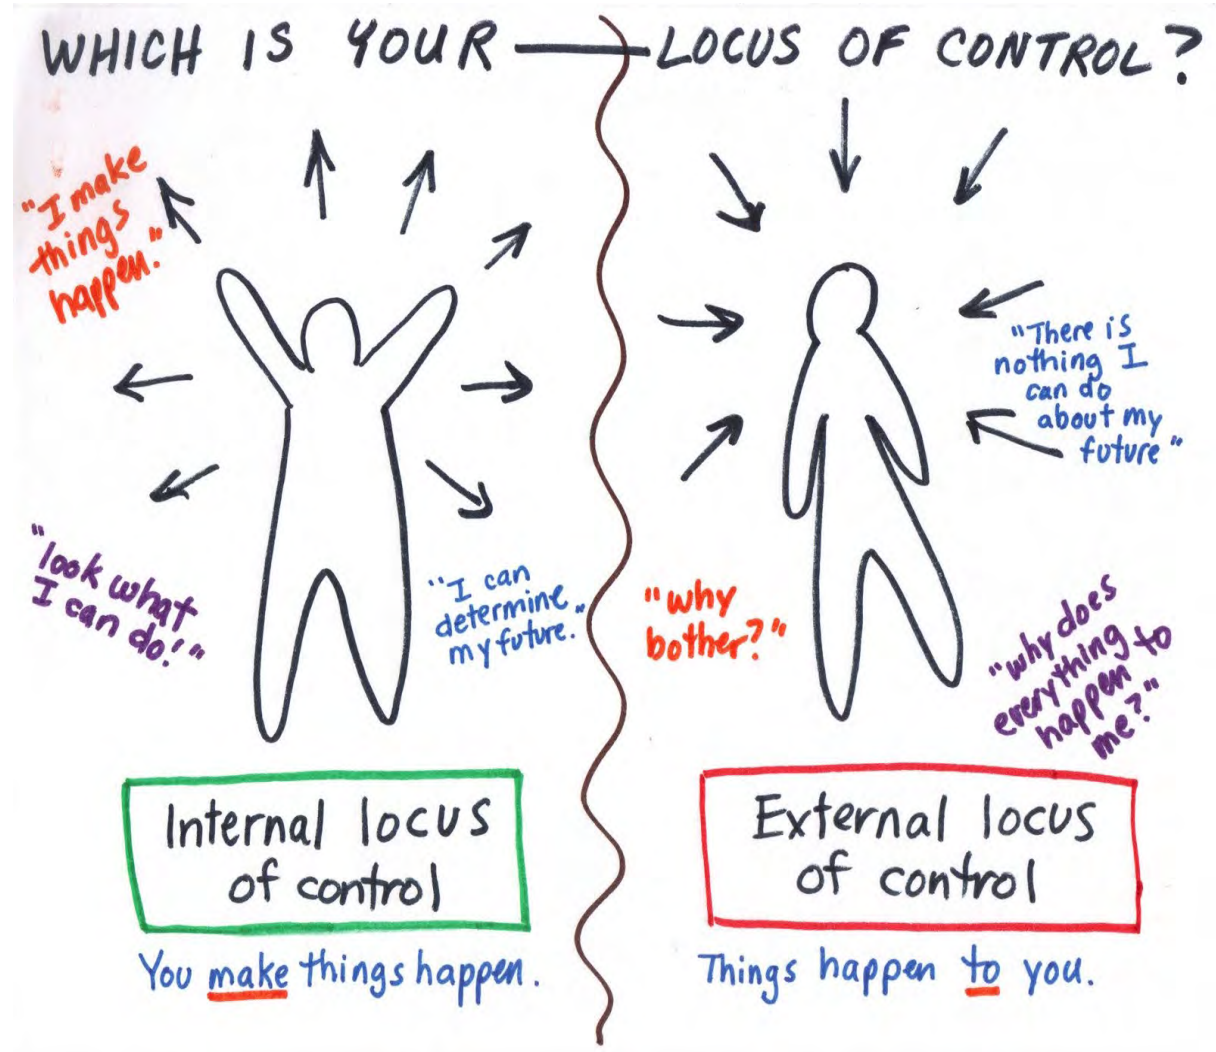 WHICH IS YOUR — LOCUS OF CONTROL?
"I make
things
happen."
"look what
I can do!"
"I can
determine
my future."
Internal locus
of control
You make things happen.
"There is
nothing I
can do
about my
future"
"why
bother?"
"why does
everything to
happen
me?"
External locus
of control
Things happen to you.